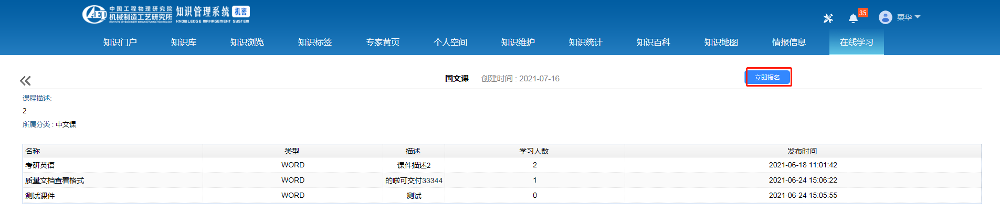 中国工程物理研究院
机械制造工艺研究所
INSTITUTE OF MACHINERY MANUFACTURING TECHNOLOGY
知识管理系统 机密
KNOWLEDGE MANAGEMENT SYSTEM
35
栗华
知识门户 知识库 知识浏览 知识标签 专家黄页 个人空间 知识维护 知识统计 知识百科 知识地图 情报信息 在线学习
国文课 创建时间 : 2021-07-16 立即报名
课程描述:
2
所属分类 : 中文课
名称 类型 描述 学习人数 发布时间
考研英语 WORD 课件描述2 2 2021-06-18 11:01:42
质量文档查看格式 WORD 的啦可交付33344 1 2021-06-24 15:06:22
测试课件 WORD 测试 0 2021-06-24 15:05:55